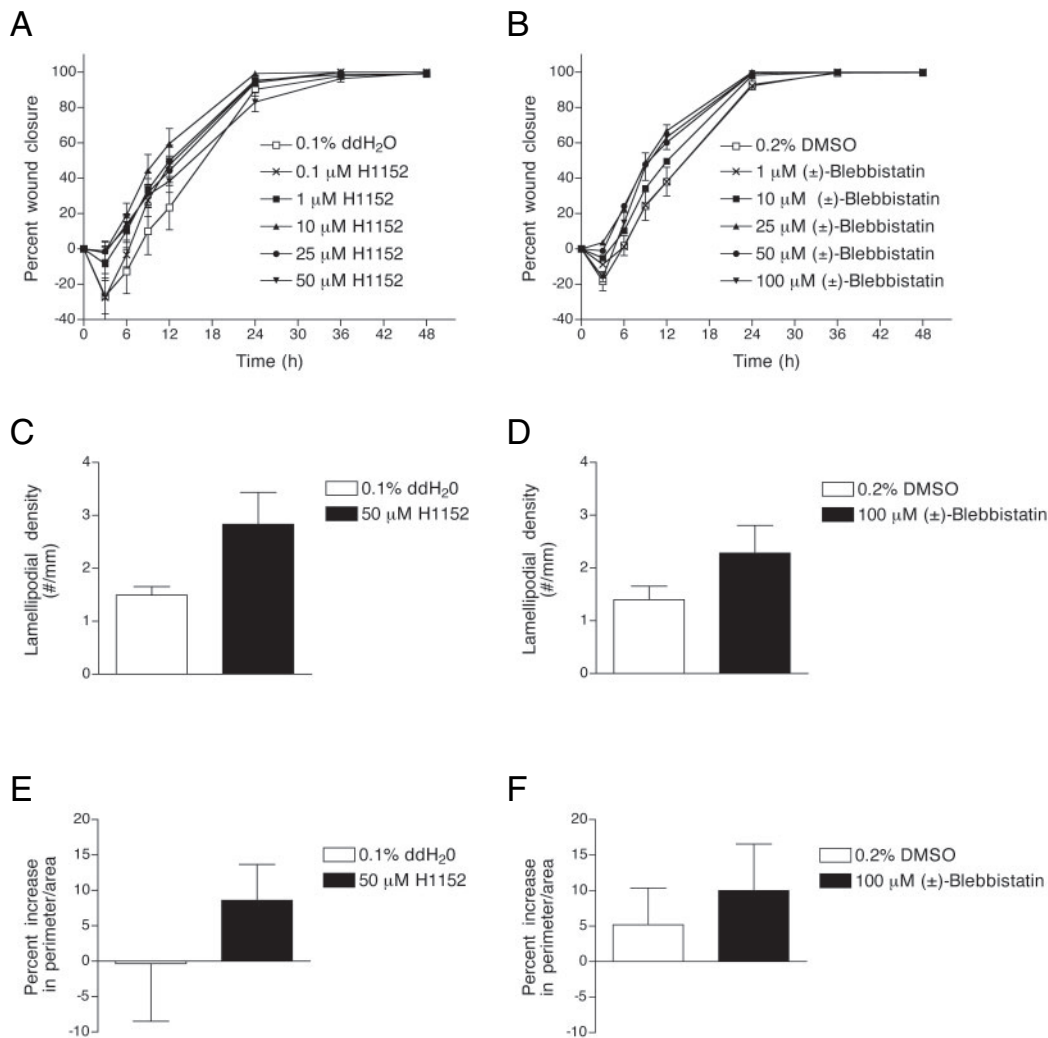 A
Percent wound closure
100
80
60
40
20
0
-20
-40
0 6 12 18 24 30 36 42 48
Time (h)
0.1% ddH₂O
0.1 μM H1152
1 μM H1152
10 μM H1152
25 μM H1152
50 μM H1152
B
Percent wound closure
100
80
60
40
20
0
-20
-40
0 6 12 18 24 30 36 42 48
Time (h)
0.2% DMSO
1 μM (±)-Blebbistatin
10 μM (±)-Blebbistatin
25 μM (±)-Blebbistatin
50 μM (±)-Blebbistatin
100 μM (±)-Blebbistatin
C
Lamellipodial density
(#/mm)
4
3
2
1
0
0.1% ddH₂0
50 μM H1152
D
Lamellipodial density
(#/mm)
4
3
2
1
0
0.2% DMSO
100 μM (±)-Blebbistatin
E
Percent increase
in perimeter/area
20
15
10
5
0
-5
-10
0.1% ddH₂0
50 μM H1152
F
Percent increase
in perimeter/area
20
15
10
5
0
-5
-10
0.2% DMSO
100 μM (±)-Blebbistatin